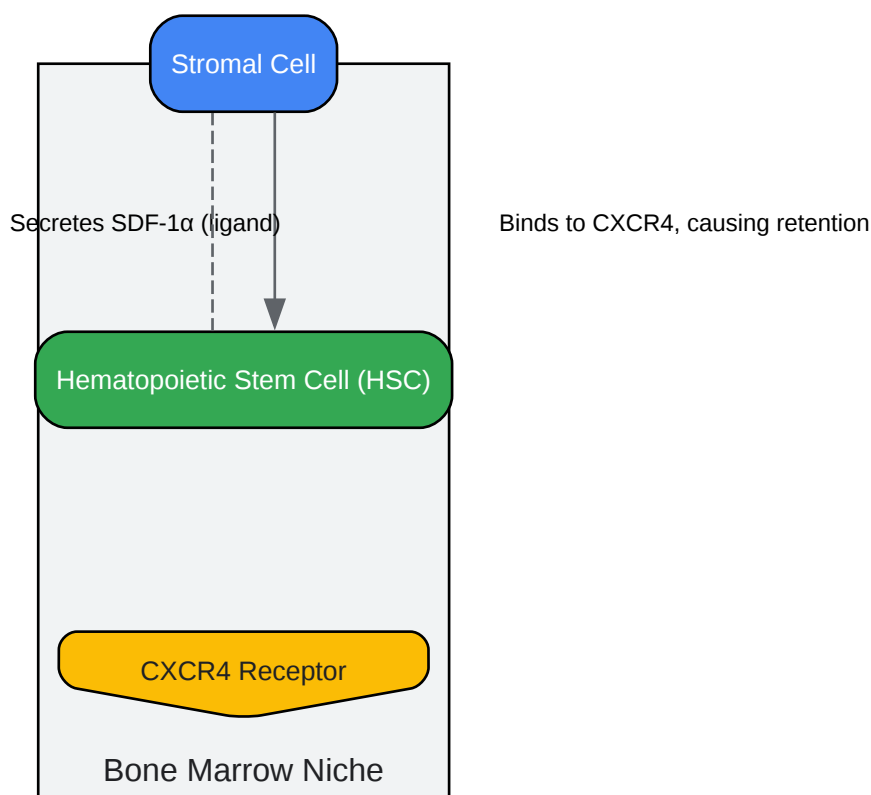 Stromal Cell
Secretes SDF-1α (ligand)
Binds to CXCR4, causing retention
Hematopoietic Stem Cell (HSC)
CXCR4 Receptor
Bone Marrow Niche